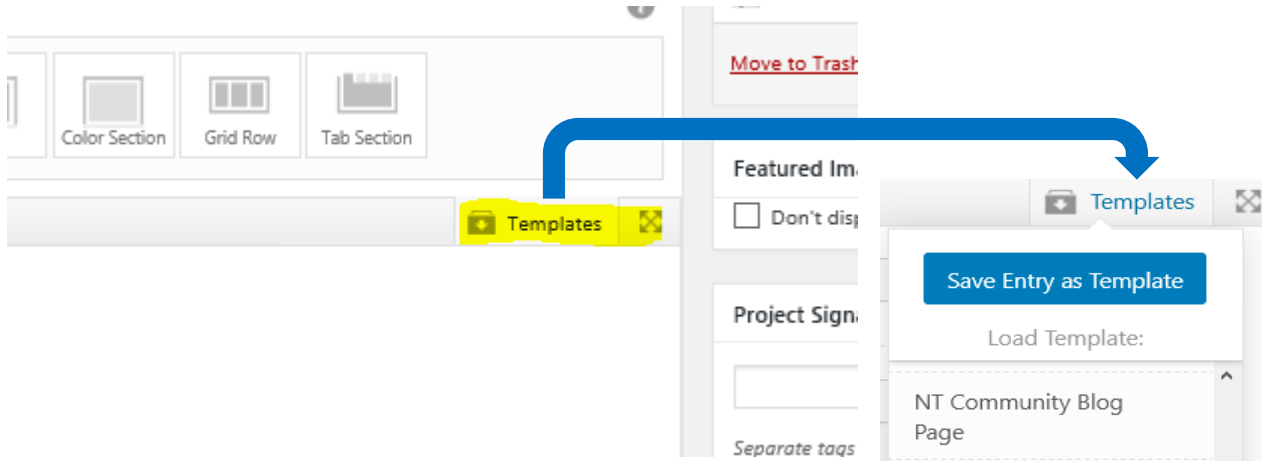 Move to Trash
Color Section
Grid Row
Tab Section
Featured Im
Templates
Don't disp
Project Signa
Separate tags
Templates
Save Entry as Template
Load Template:
NT Community Blog
Page